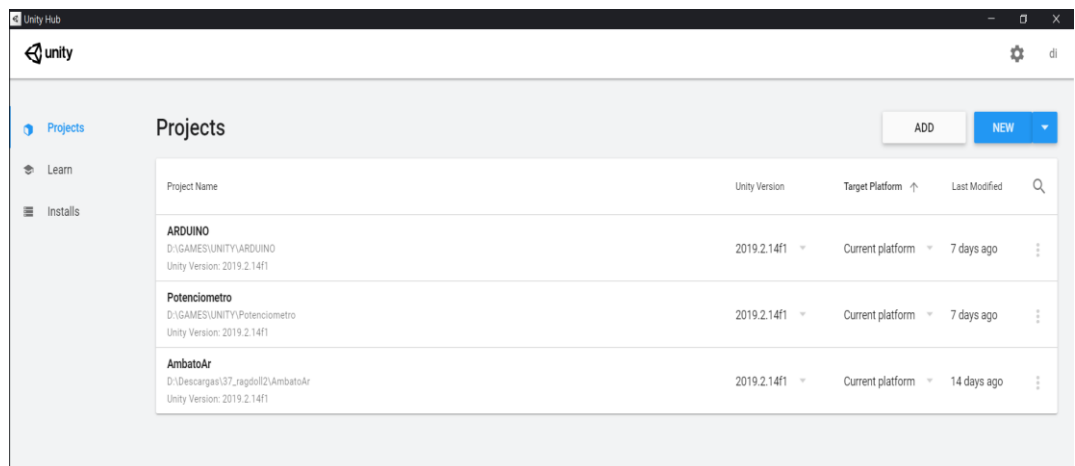 Unity Hub
unity
di
Projects
Learn
Installs
Projects
ADD
NEW
Project Name
Unity Version
Target Platform
Last Modified
ARDUINO
D:\GAMES\UNITY\ARDUINO
Unity Version: 2019.2.14f1
2019.2.14f1
Current platform
7 days ago
Potenciometro
D:\GAMES\UNITY\Potenciometro
Unity Version: 2019.2.14f1
2019.2.14f1
Current platform
7 days ago
AmbatoAr
D:\Descargas\37_ragdoll2\AmbatoAr
Unity Version: 2019.2.14f1
2019.2.14f1
Current platform
14 days ago